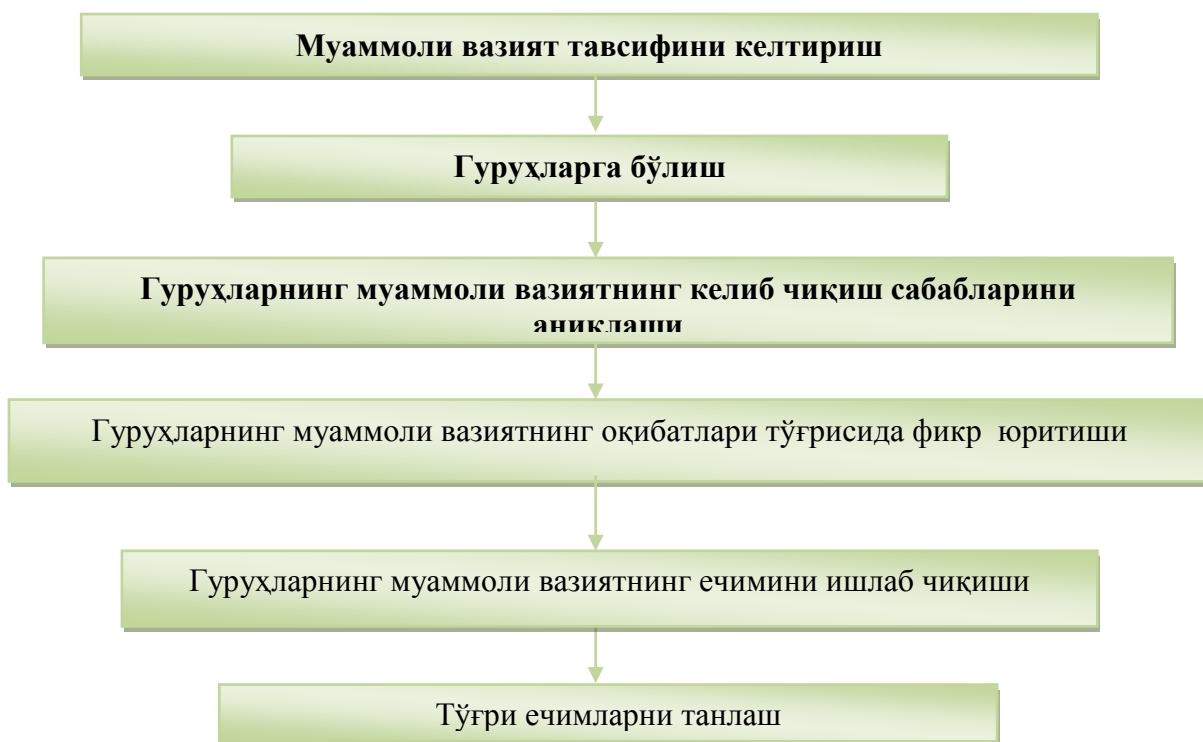 Муаммоли вазият тавсифини келтириш
Гуруҳларга бўлиш
Гуруҳларнинг муаммоли вазиятнинг келиб чиқиш сабабларини
аниқлаши
Гуруҳларнинг муаммоли вазиятнинг оқибатлари тўғрисида фикр юритиши
Гуруҳларнинг муаммоли вазиятнинг ечимини ишлаб чиқиши
Тўғри ечимларни танлаш